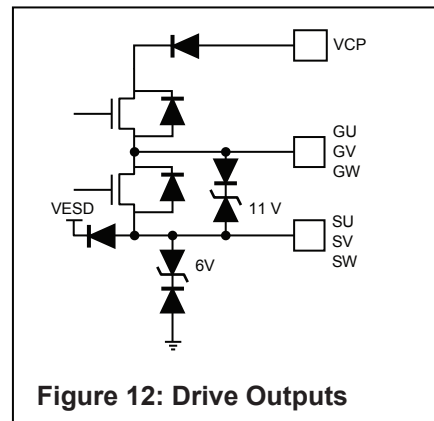 VCP
GU
GV
GW
VESD
11 V
SU
SV
SW
6V
Figure 12: Drive Outputs